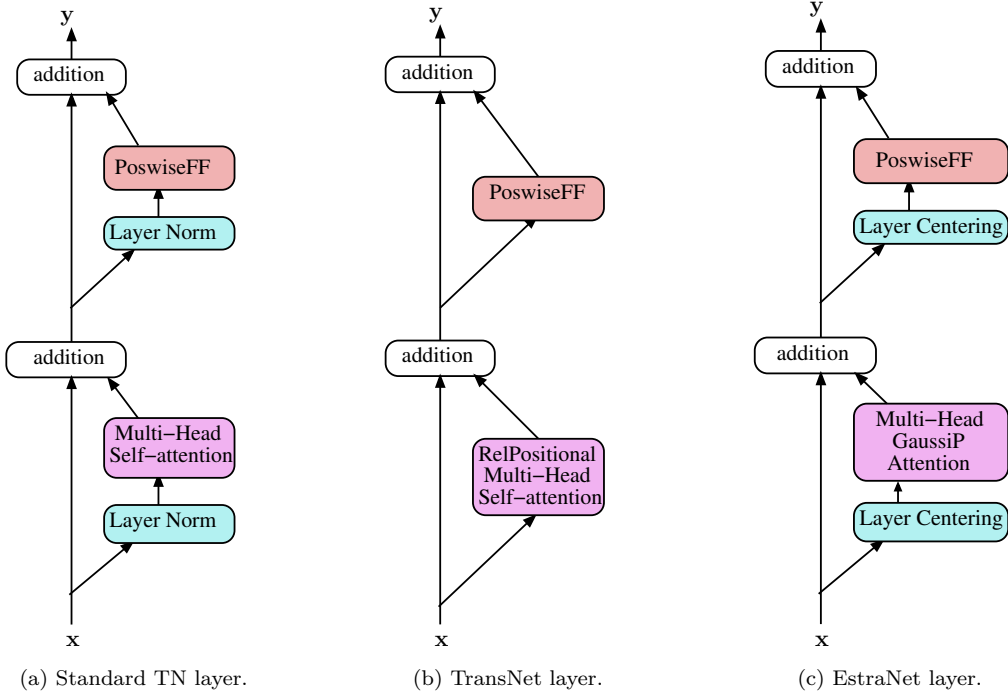 y
addition
PoswiseFF
Layer Norm
addition
Multi−Head
Self−attention
Layer Norm
x
(a) Standard TN layer.
y
addition
PoswiseFF
addition
RelPositional
Multi−Head
Self−attention
x
(b) TransNet layer.
y
addition
PoswiseFF
Layer Centering
addition
Multi−Head
GaussiP
Attention
Layer Centering
x
(c) EstraNet layer.